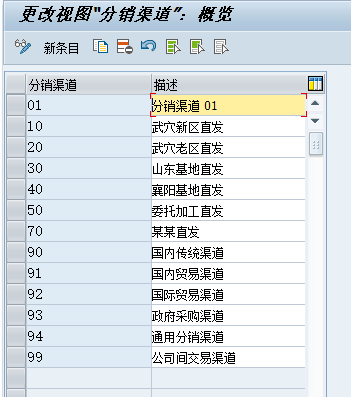 更改视图“分销渠道”：概览
新条目
分销渠道 描述
01 分销渠道 01
10 武穴新区直发
20 武穴老区直发
30 山东基地直发
40 襄阳基地直发
50 委托加工直发
70 某某直发
90 国内传统渠道
91 国内贸易渠道
92 国际贸易渠道
93 政府采购渠道
94 通用分销渠道
99 公司间交易渠道